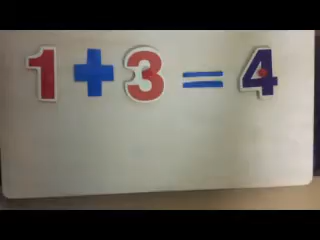 1 + 3 = 4